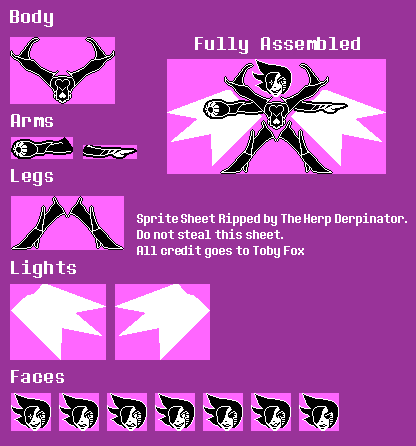 Body
Fully Assembled
Arms
Legs
Sprite Sheet Ripped by The Herp Derpinator.
Do not steal this sheet.
All credit goes to Toby Fox
Lights
Faces